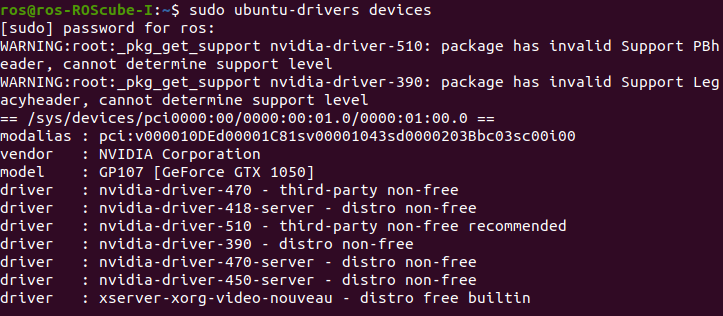 ros@ros-ROScube-I:~$ sudo ubuntu-drivers devices
[sudo] password for ros:
WARNING:root:_pkg_get_support nvidia-driver-510: package has invalid Support PBh
eader, cannot determine support level
WARNING:root:_pkg_get_support nvidia-driver-390: package has invalid Support Leg
acyheader, cannot determine support level
== /sys/devices/pci0000:00/0000:00:01.0/0000:01:00.0 ==
modalias : pci:v000010DEd00001C81sv00001043sd0000203Bbc03sc00i00
vendor   : NVIDIA Corporation
model    : GP107 [GeForce GTX 1050]
driver   : nvidia-driver-470 - third-party non-free
driver   : nvidia-driver-418-server - distro non-free
driver   : nvidia-driver-510 - third-party non-free recommended
driver   : nvidia-driver-390 - distro non-free
driver   : nvidia-driver-470-server - distro non-free
driver   : nvidia-driver-450-server - distro non-free
driver   : xserver-xorg-video-nouveau - distro free builtin